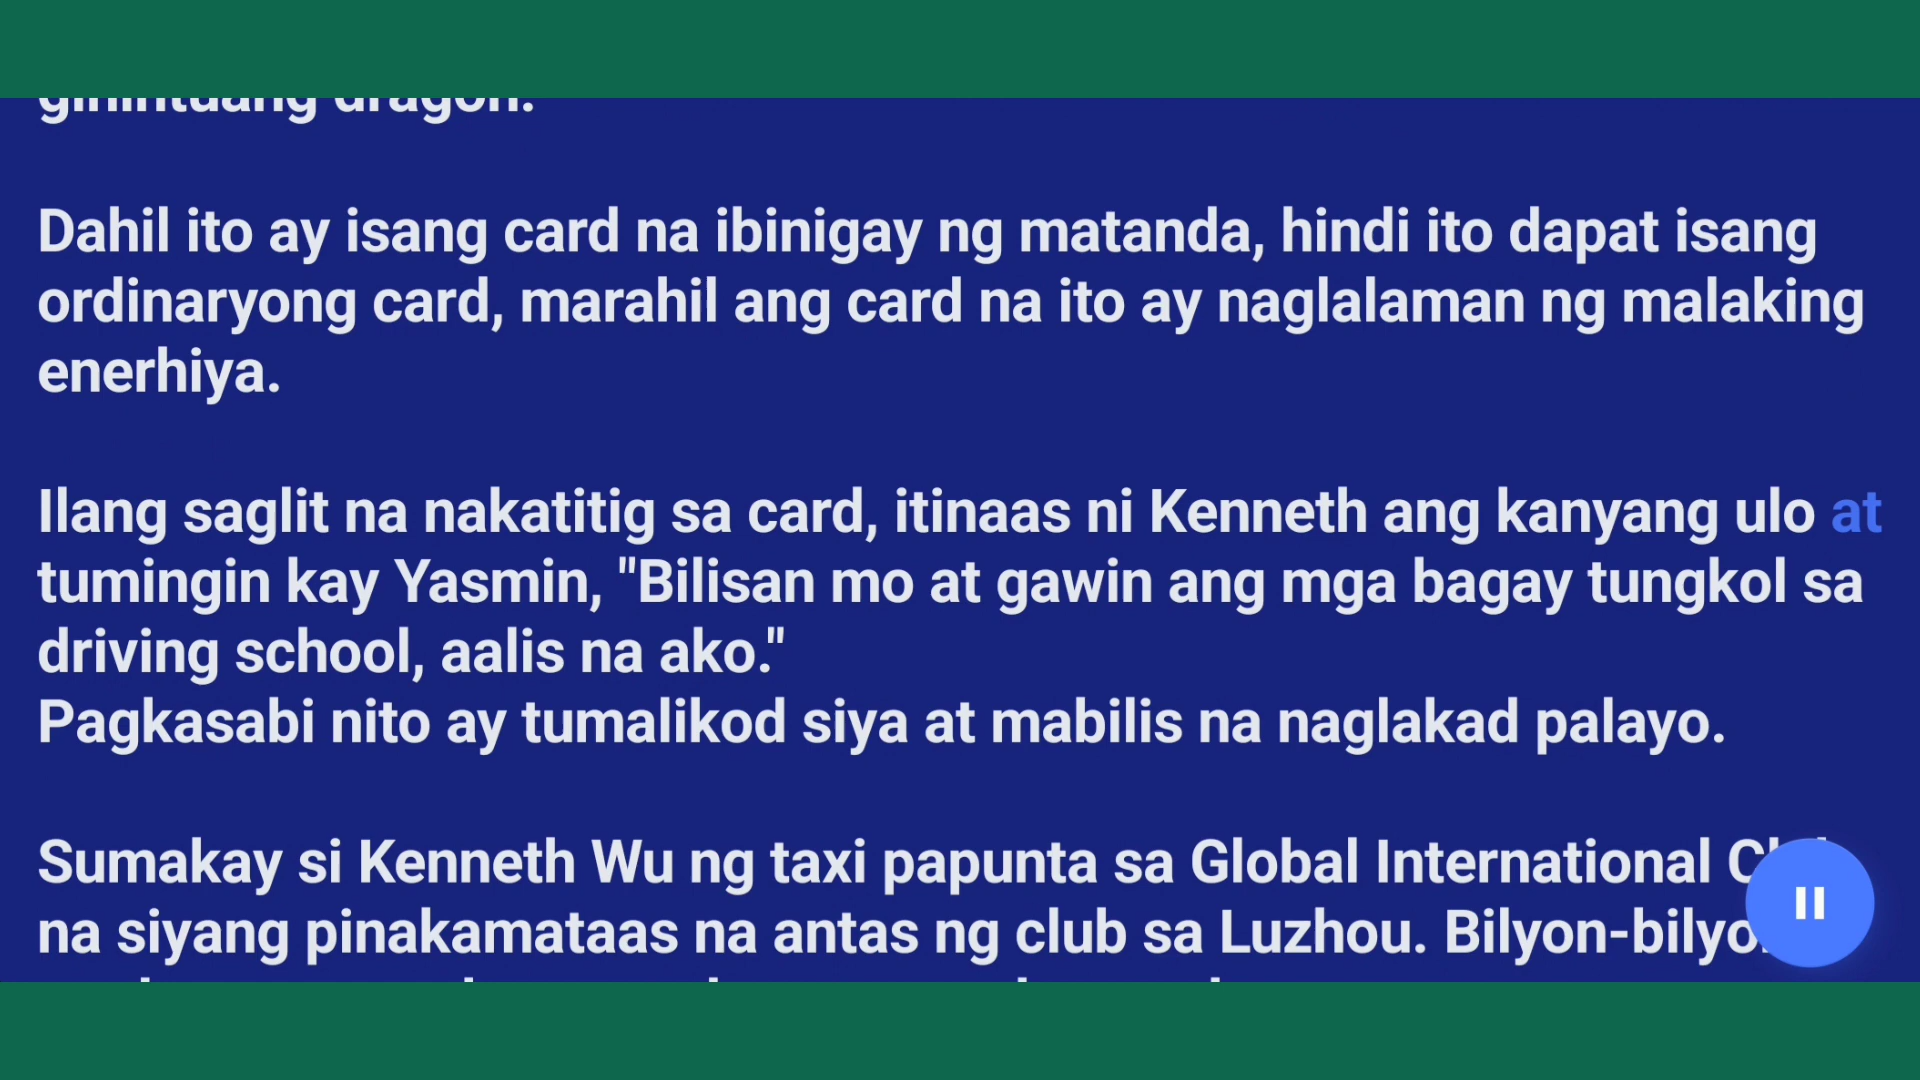 ginintuang dragon.
Dahil ito ay isang card na ibinigay ng matanda, hindi ito dapat isang
ordinaryong card, marahil ang card na ito ay naglalaman ng malaking
enerhiya.
Ilang saglit na nakatitig sa card, itinaas ni Kenneth ang kanyang ulo at
tumingin kay Yasmin, "Bilisan mo at gawin ang mga bagay tungkol sa
driving school, aalis na ako."
Pagkasabi nito ay tumalikod siya at mabilis na naglakad palayo.
Sumakay si Kenneth Wu ng taxi papunta sa Global International
na siyang pinakamataas na antas ng club sa Luzhou.